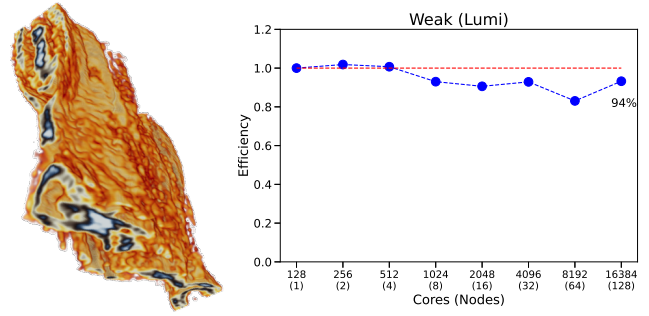 Weak (Lumi)
Efficiency
1.2
1.0
0.8
0.6
0.4
0.2
0.0
94%
128 256 512 1024 2048 4096 8192 16384
(1) (2) (4) (8) (16) (32) (64) (128)
Cores (Nodes)